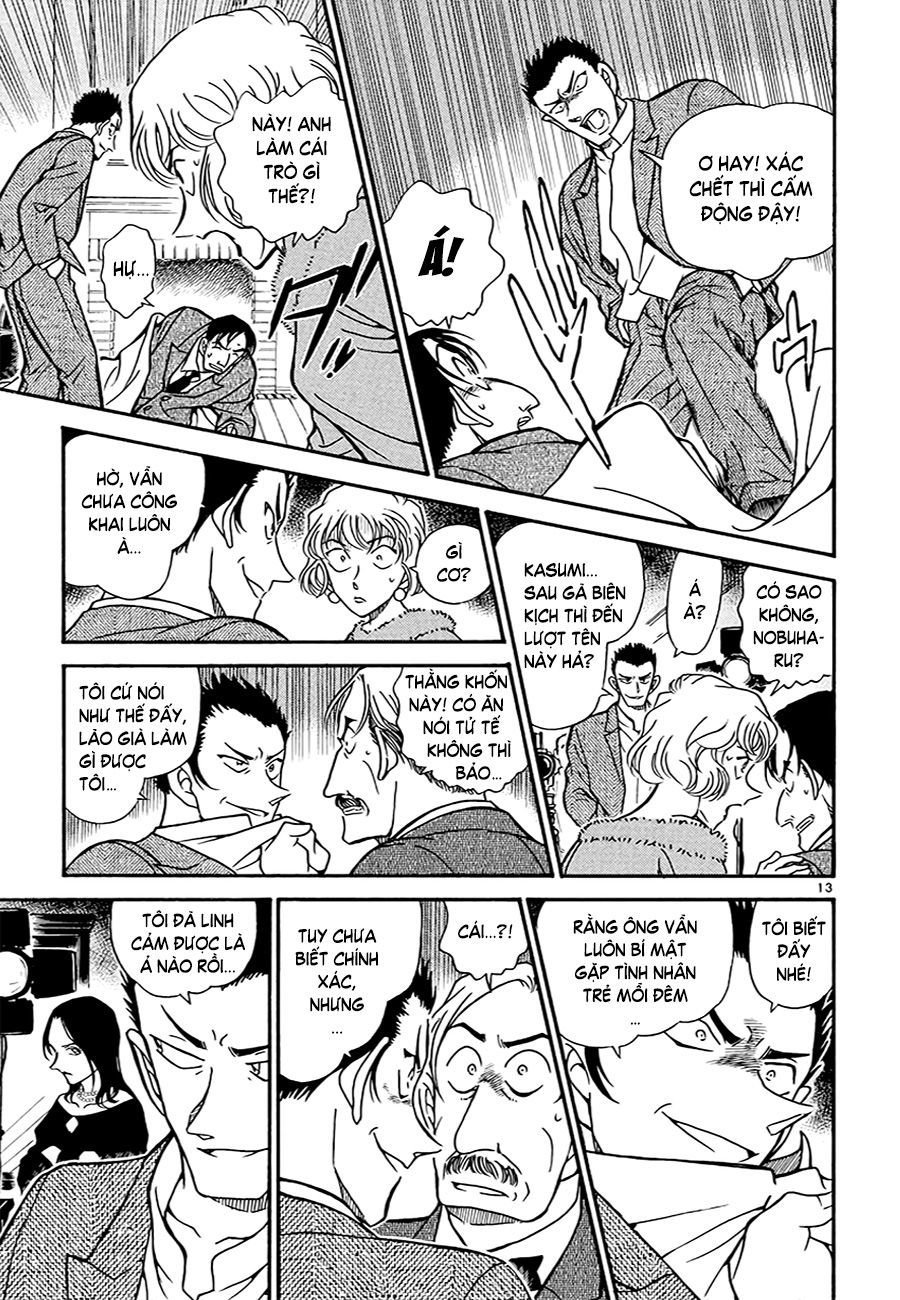 Ơ HAY! XÁC
CHẾT THÌ CẤM
ĐỘNG ĐẬY!
Á!
NÀY! ANH
LÀM CÁI
TRÒ GÌ
THẾ?!
HỰ...
CÓ SAO
KHÔNG,
NOBUHA-
RU?
Á
À?
KASUMI...
SAU GÃ BIÊN
KỊCH THÌ ĐẾN
LƯỢT TÊN
NÀY HẢ?
GÌ
CƠ?
HỜ, VẪN
CHƯA CÔNG
KHAI LUÔN
À...
THẰNG KHỐN
NÀY! CÓ ĂN
NÓI TỬ TẾ
KHÔNG THÌ
BẢO...
TÔI CỨ NÓI
NHƯ THẾ ĐẤY,
LÃO GIÀ LÀM
GÌ ĐƯỢC
TÔI...
13
TÔI BIẾT
ĐẤY
NHÉ!
RẰNG ÔNG VẪN
LUÔN BÍ MẬT
GẶP TÌNH NHÂN
TRẺ MỖI ĐÊM
...
CÁI...?!
TUY CHƯA
BIẾT CHÍNH
XÁC,
NHƯNG
...
TÔI ĐÃ LINH
CẢM ĐƯỢC LÀ
Ả NÀO RỒI...